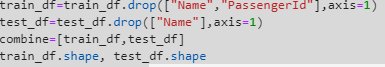 train_df=train_df.drop(["Name","PassengerId"],axis=1)
test_df=test_df.drop(["Name"],axis=1)
combine=[train_df,test_df]
train_df.shape, test_df.shape